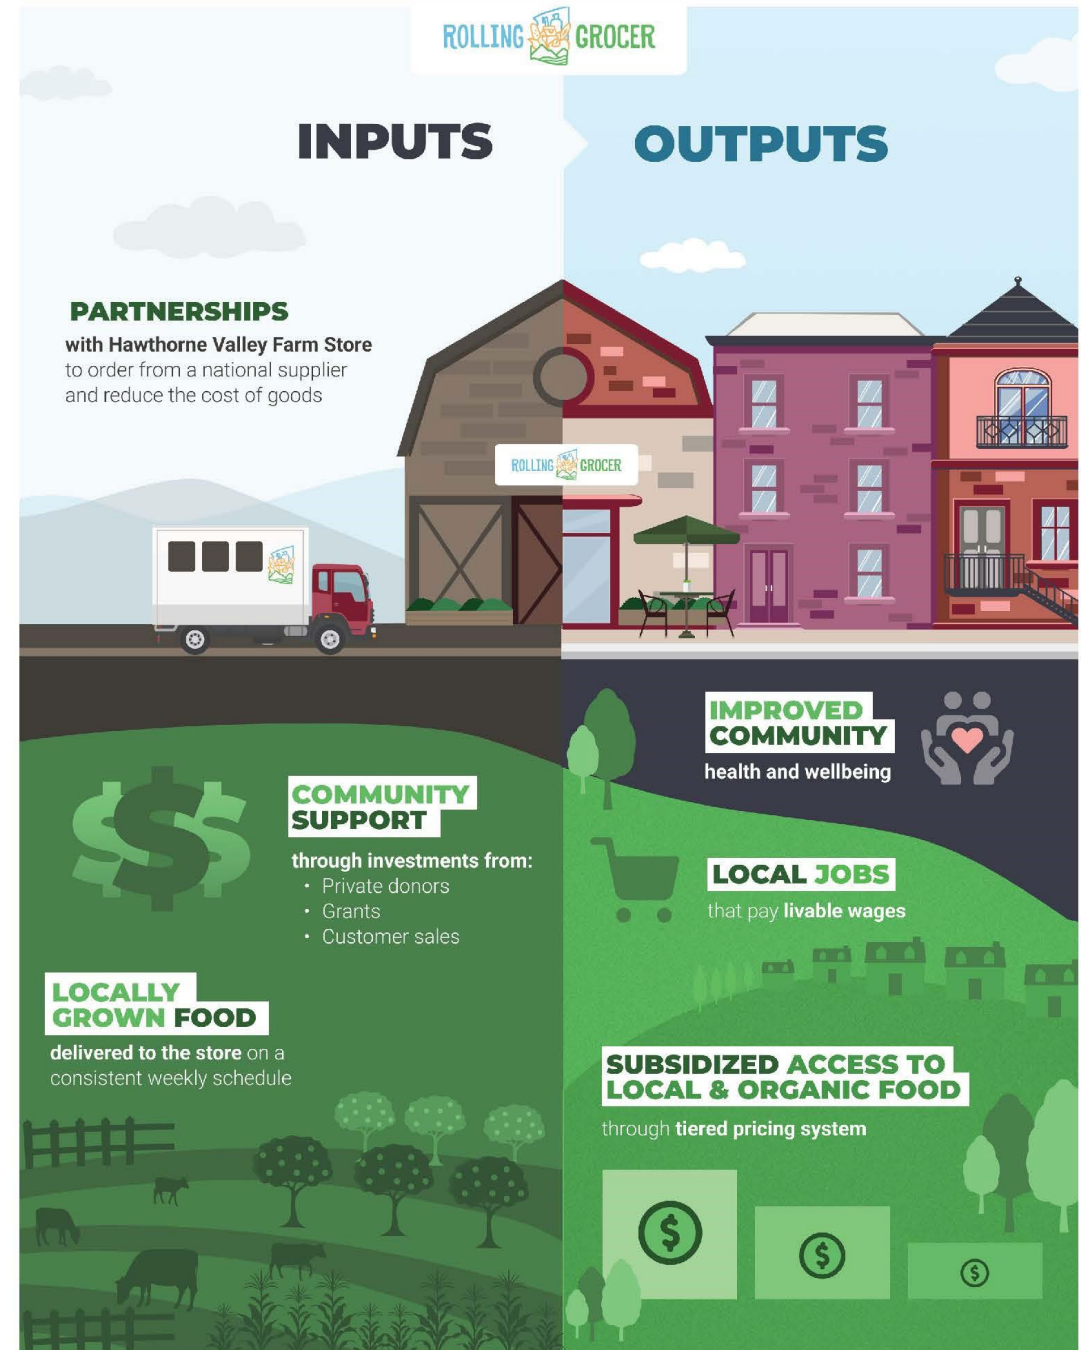 ROLLING GROCER
INPUTS
OUTPUTS
PARTNERSHIPS
with Hawthorne Valley Farm Store
to order from a national supplier
and reduce the cost of goods
ROLLING GROCER
COMMUNITY
SUPPORT
through investments from:
• Private donors
• Grants
• Customer sales
LOCALLY
GROWN FOOD
delivered to the store on a
consistent weekly schedule
IMPROVED
COMMUNITY
health and wellbeing
LOCAL JOBS
that pay livable wages
SUBSIDIZED ACCESS TO
LOCAL & ORGANIC FOOD
through tiered pricing system
$
$
$